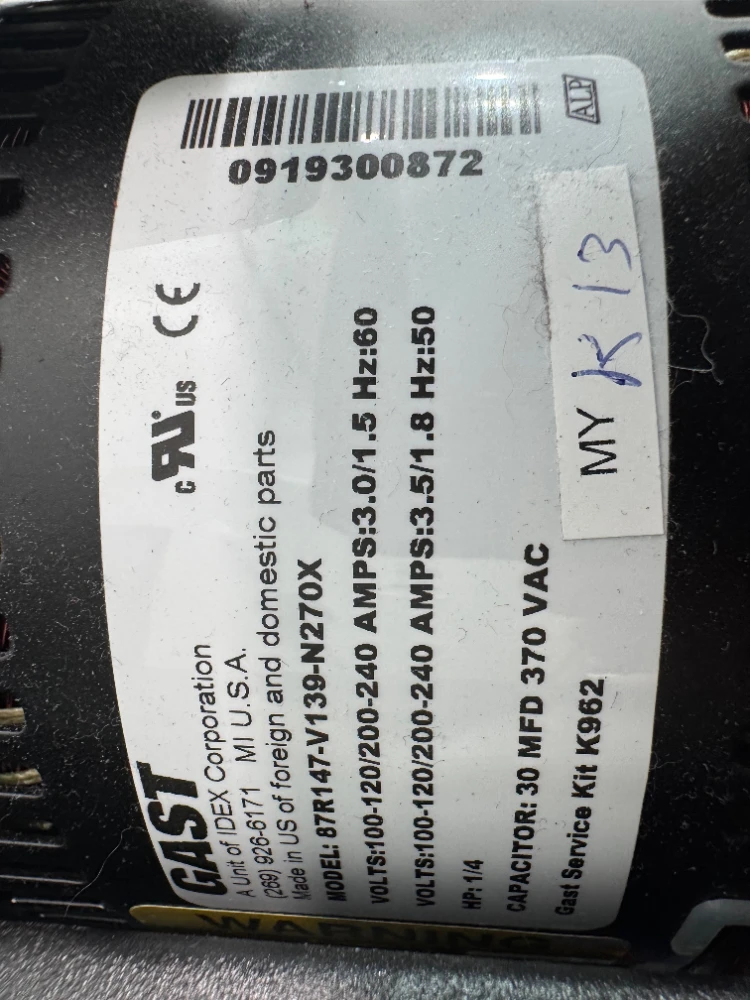 ALP
0919300872
c RU US CE
GAST
A Unit of IDEX Corporation
(269) 926-6171 MI U.S.A.
Made in US of foreign and domestic parts
MODEL: 87R147-V139-N270X
VOLTS:100-120/200-240 AMPS:3.0/1.5 Hz:60
VOLTS:100-120/200-240 AMPS:3.5/1.8 Hz:50
HP: 1/4
CAPACITOR: 30 MFD 370 VAC
Gast Service Kit K962
MY K 13
WARNING